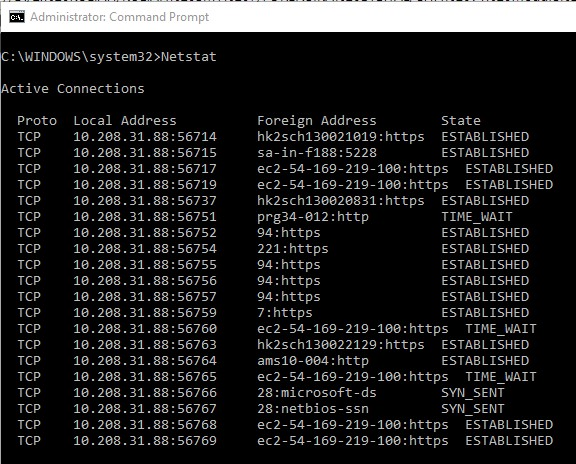 Administrator: Command Prompt
C:\WINDOWS\system32>Netstat
Active Connections
Proto  Local Address          Foreign Address        State
TCP    10.208.31.88:56714     hk2sch130021019:https  ESTABLISHED
TCP    10.208.31.88:56715     sa-in-f188:5228        ESTABLISHED
TCP    10.208.31.88:56717     ec2-54-169-219-100:https  ESTABLISHED
TCP    10.208.31.88:56719     ec2-54-169-219-100:https  ESTABLISHED
TCP    10.208.31.88:56737     hk2sch130020831:https  ESTABLISHED
TCP    10.208.31.88:56751     prg34-012:http         TIME_WAIT
TCP    10.208.31.88:56752     94:https               ESTABLISHED
TCP    10.208.31.88:56754     221:https              ESTABLISHED
TCP    10.208.31.88:56755     94:https               ESTABLISHED
TCP    10.208.31.88:56756     94:https               ESTABLISHED
TCP    10.208.31.88:56757     94:https               ESTABLISHED
TCP    10.208.31.88:56759     7:https                ESTABLISHED
TCP    10.208.31.88:56760     ec2-54-169-219-100:https  TIME_WAIT
TCP    10.208.31.88:56763     hk2sch130022129:https  ESTABLISHED
TCP    10.208.31.88:56764     ams10-004:http         ESTABLISHED
TCP    10.208.31.88:56765     ec2-54-169-219-100:https  TIME_WAIT
TCP    10.208.31.88:56766     28:microsoft-ds        SYN_SENT
TCP    10.208.31.88:56767     28:netbios-ssn         SYN_SENT
TCP    10.208.31.88:56768     ec2-54-169-219-100:https  ESTABLISHED
TCP    10.208.31.88:56769     ec2-54-169-219-100:https  ESTABLISHED